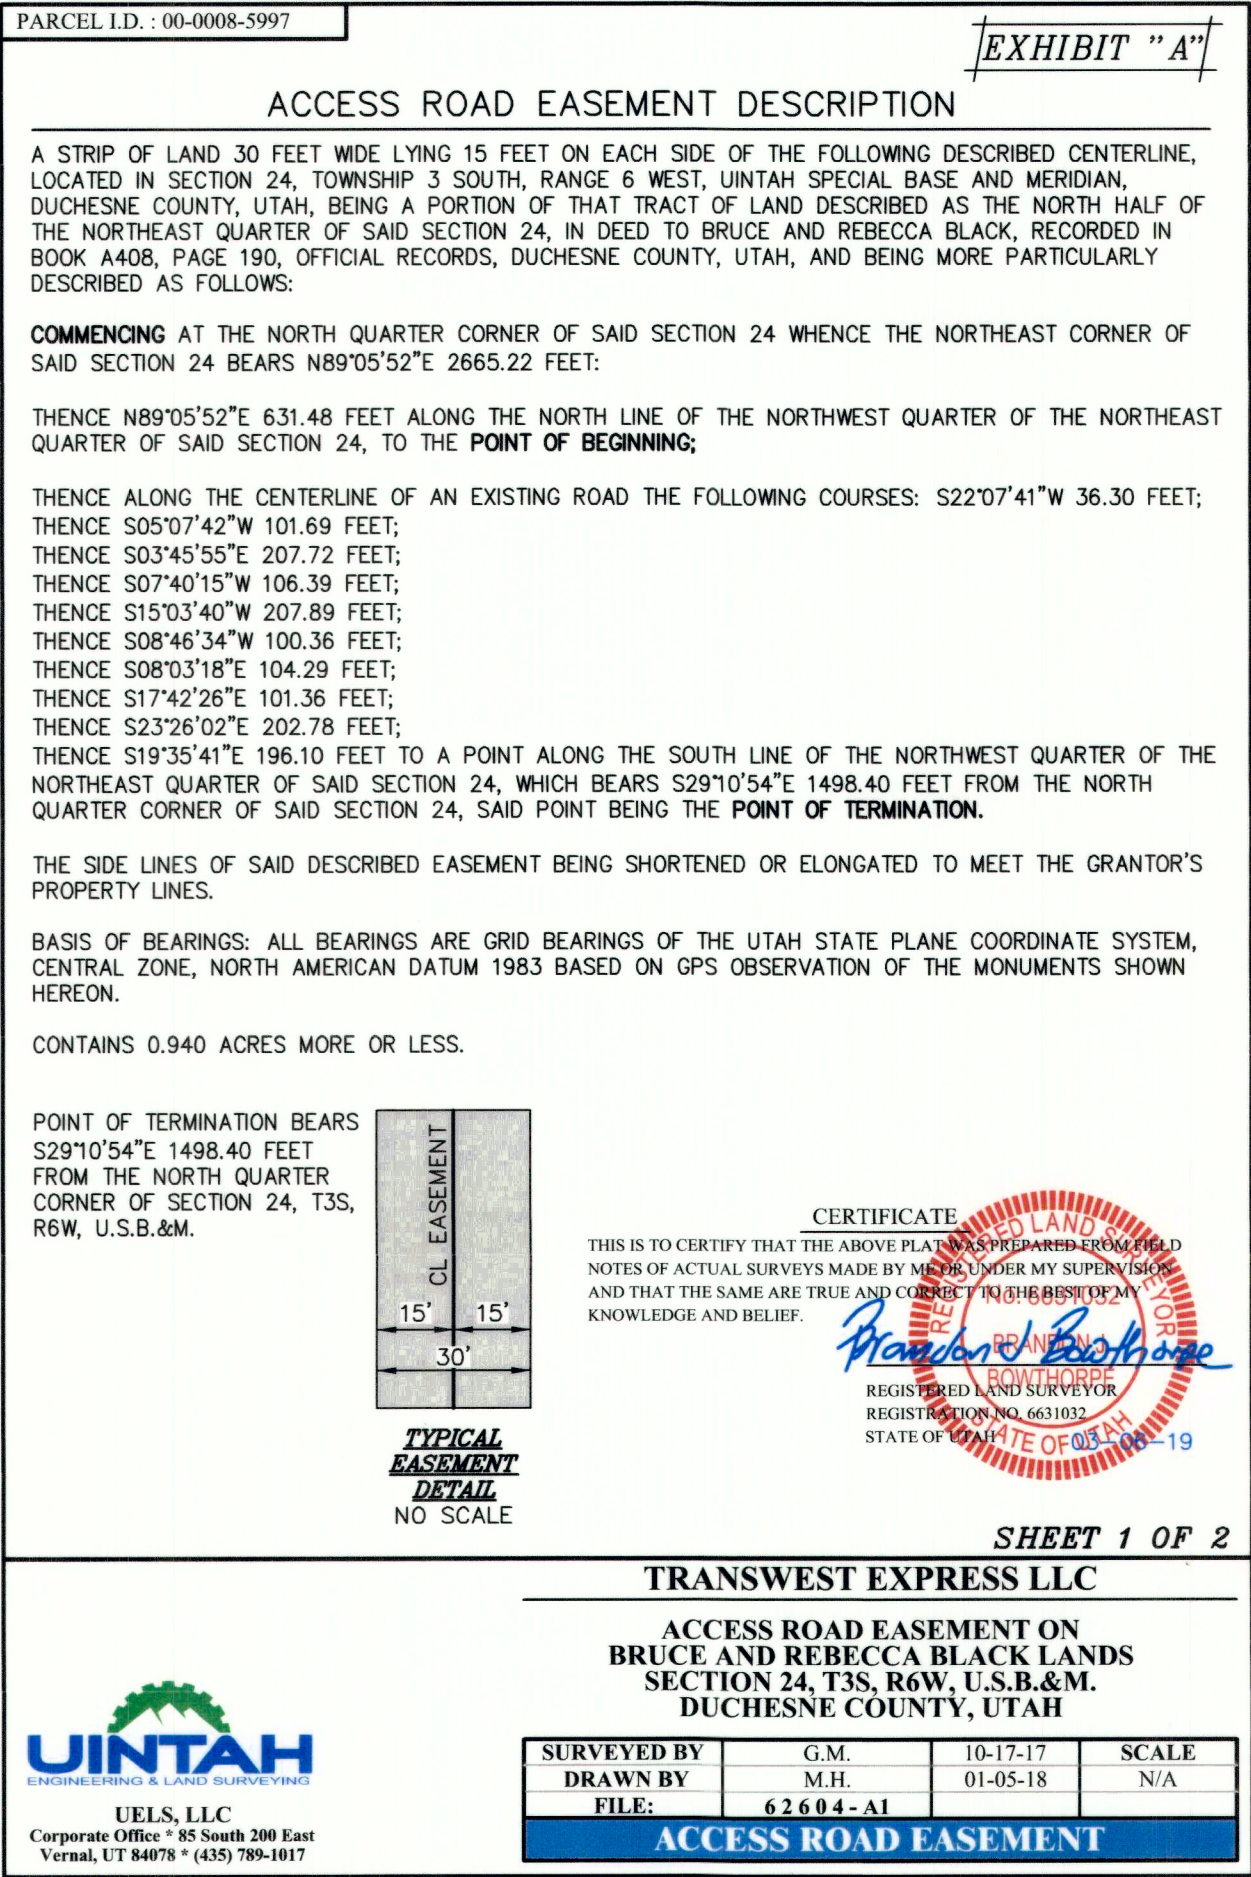 PARCEL I.D. : 00-0008-5997
EXHIBIT "A"
ACCESS ROAD EASEMENT DESCRIPTION
A STRIP OF LAND 30 FEET WIDE LYING 15 FEET ON EACH SIDE OF THE FOLLOWING DESCRIBED CENTERLINE,
LOCATED IN SECTION 24, TOWNSHIP 3 SOUTH, RANGE 6 WEST, UINTAH SPECIAL BASE AND MERIDIAN,
DUCHESNE COUNTY, UTAH, BEING A PORTION OF THAT TRACT OF LAND DESCRIBED AS THE NORTH HALF OF
THE NORTHEAST QUARTER OF SAID SECTION 24, IN DEED TO BRUCE AND REBECCA BLACK, RECORDED IN
BOOK A408, PAGE 190, OFFICIAL RECORDS, DUCHESNE COUNTY, UTAH, AND BEING MORE PARTICULARLY
DESCRIBED AS FOLLOWS:
COMMENCING AT THE NORTH QUARTER CORNER OF SAID SECTION 24 WHENCE THE NORTHEAST CORNER OF
SAID SECTION 24 BEARS N89°05'52"E 2665.22 FEET:
THENCE N89°05'52"E 631.48 FEET ALONG THE NORTH LINE OF THE NORTHWEST QUARTER OF THE NORTHEAST
QUARTER OF SAID SECTION 24, TO THE POINT OF BEGINNING;
THENCE ALONG THE CENTERLINE OF AN EXISTING ROAD THE FOLLOWING COURSES: S22°07'41"W 36.30 FEET;
THENCE S05°07'42"W 101.69 FEET;
THENCE S03°45'55"E 207.72 FEET;
THENCE S07°40'15"W 106.39 FEET;
THENCE S15°03'40"W 207.89 FEET;
THENCE S08°46'34"W 100.36 FEET;
THENCE S08°03'18"E 104.29 FEET;
THENCE S17°42'26"E 101.36 FEET;
THENCE S23°26'02"E 202.78 FEET;
THENCE S19°35'41"E 196.10 FEET TO A POINT ALONG THE SOUTH LINE OF THE NORTHWEST QUARTER OF THE
NORTHEAST QUARTER OF SAID SECTION 24, WHICH BEARS S29°10'54"E 1498.40 FEET FROM THE NORTH
QUARTER CORNER OF SAID SECTION 24, SAID POINT BEING THE POINT OF TERMINATION.
THE SIDE LINES OF SAID DESCRIBED EASEMENT BEING SHORTENED OR ELONGATED TO MEET THE GRANTOR'S
PROPERTY LINES.
BASIS OF BEARINGS: ALL BEARINGS ARE GRID BEARINGS OF THE UTAH STATE PLANE COORDINATE SYSTEM,
CENTRAL ZONE, NORTH AMERICAN DATUM 1983 BASED ON GPS OBSERVATION OF THE MONUMENTS SHOWN
HEREON.
CONTAINS 0.940 ACRES MORE OR LESS.
POINT OF TERMINATION BEARS
S29°10'54"E 1498.40 FEET
FROM THE NORTH QUARTER
CORNER OF SECTION 24, T3S,
R6W, U.S.B.&M.
CL EASEMENT
15' 15'
30'
TYPICAL
EASEMENT
DETAIL
NO SCALE
CERTIFICATE
THIS IS TO CERTIFY THAT THE ABOVE PLAT WAS PREPARED FROM FIELD
NOTES OF ACTUAL SURVEYS MADE BY ME OR UNDER MY SUPERVISION
AND THAT THE SAME ARE TRUE AND CORRECT TO THE BEST OF MY
KNOWLEDGE AND BELIEF.
Brandon J Bowthorpe
REGISTERED LAND SURVEYOR
REGISTRATION NO. 6631032
STATE OF UTAH
REGISTERED LAND SURVEYOR
No. 6631032
BRANDON J.
BOWTHORPE
STATE OF UTAH
03-06-19
SHEET 1 OF 2
TRANSWEST EXPRESS LLC
ACCESS ROAD EASEMENT ON
BRUCE AND REBECCA BLACK LANDS
SECTION 24, T3S, R6W, U.S.B.&M.
DUCHESNE COUNTY, UTAH
SURVEYED BY G.M. 10-17-17 SCALE
DRAWN BY M.H. 01-05-18 N/A
FILE: 62604-A1
ACCESS ROAD EASEMENT
UINTAH
ENGINEERING & LAND SURVEYING
UELS, LLC
Corporate Office * 85 South 200 East
Vernal, UT 84078 * (435) 789-1017